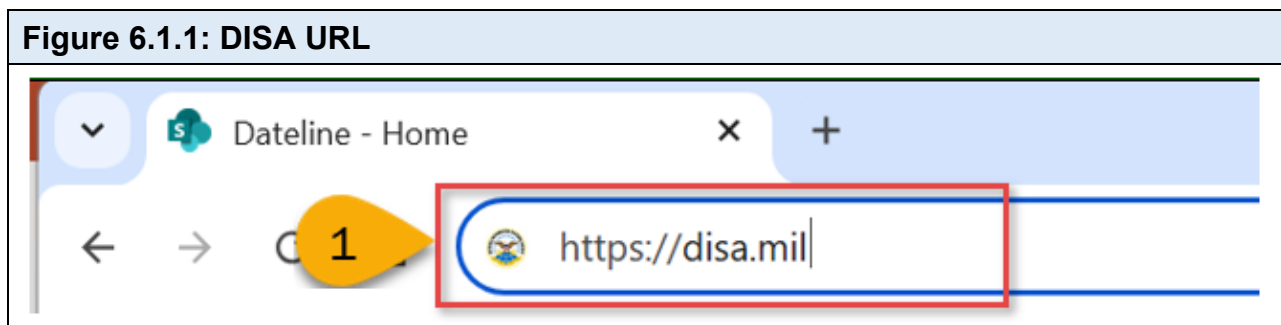 Figure 6.1.1: DISA URL
S Dateline - Home
1 https://disa.mil